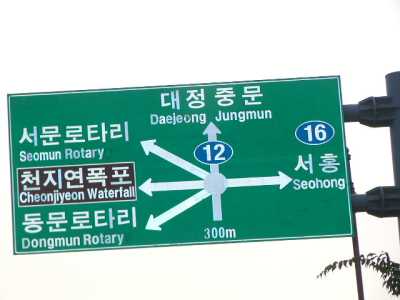 대정 중문
Daejeong Jungmun
서문로타리
Seomun Rotary
12
16
천지연폭포
Cheonjiyeon Waterfall
서홍
Seohong
동문로타리
Dongmun Rotary
300m